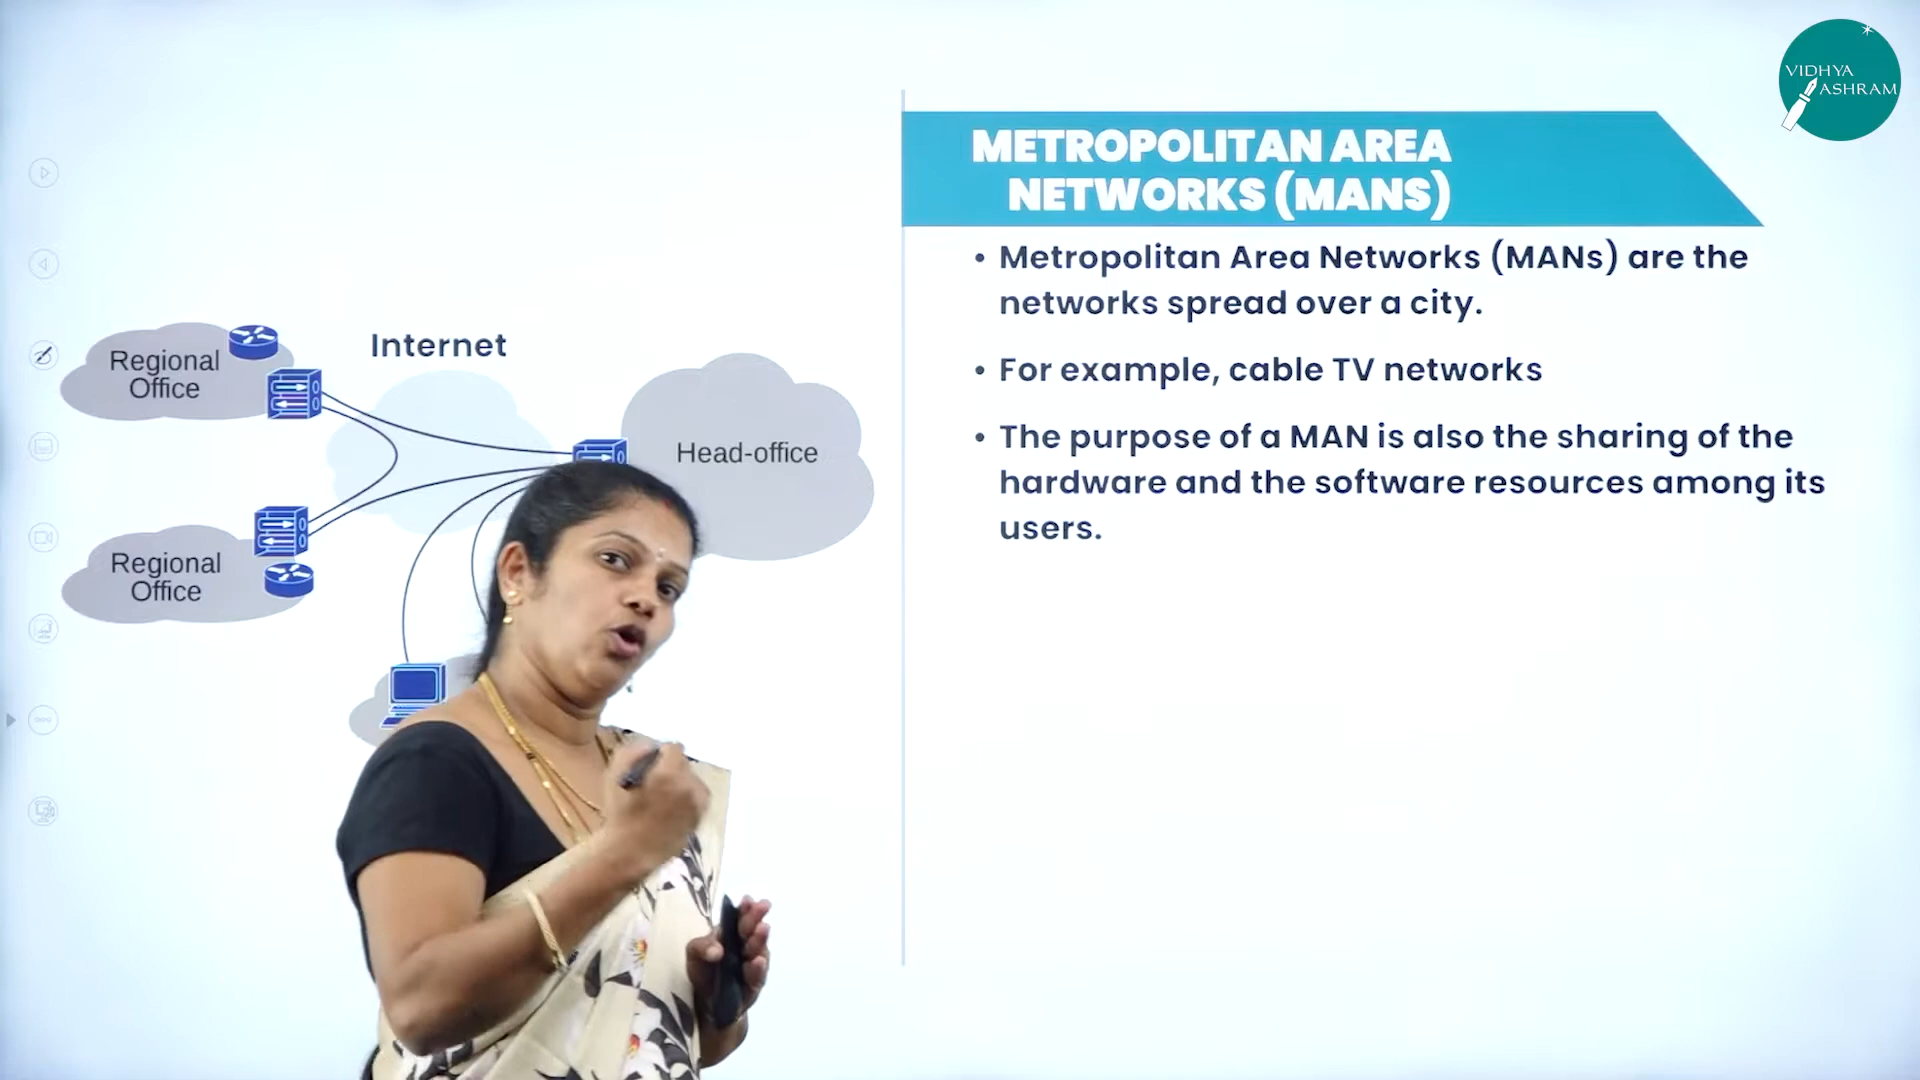 VIDHYA
ASHRAM
METROPOLITAN AREA
NETWORKS (MANS)
• Metropolitan Area Networks (MANs) are the
networks spread over a city.
• For example, cable TV networks
• The purpose of a MAN is also the sharing of the
hardware and the software resources among its
users.
Internet
Regional
Office
Head-office
Regional
Office